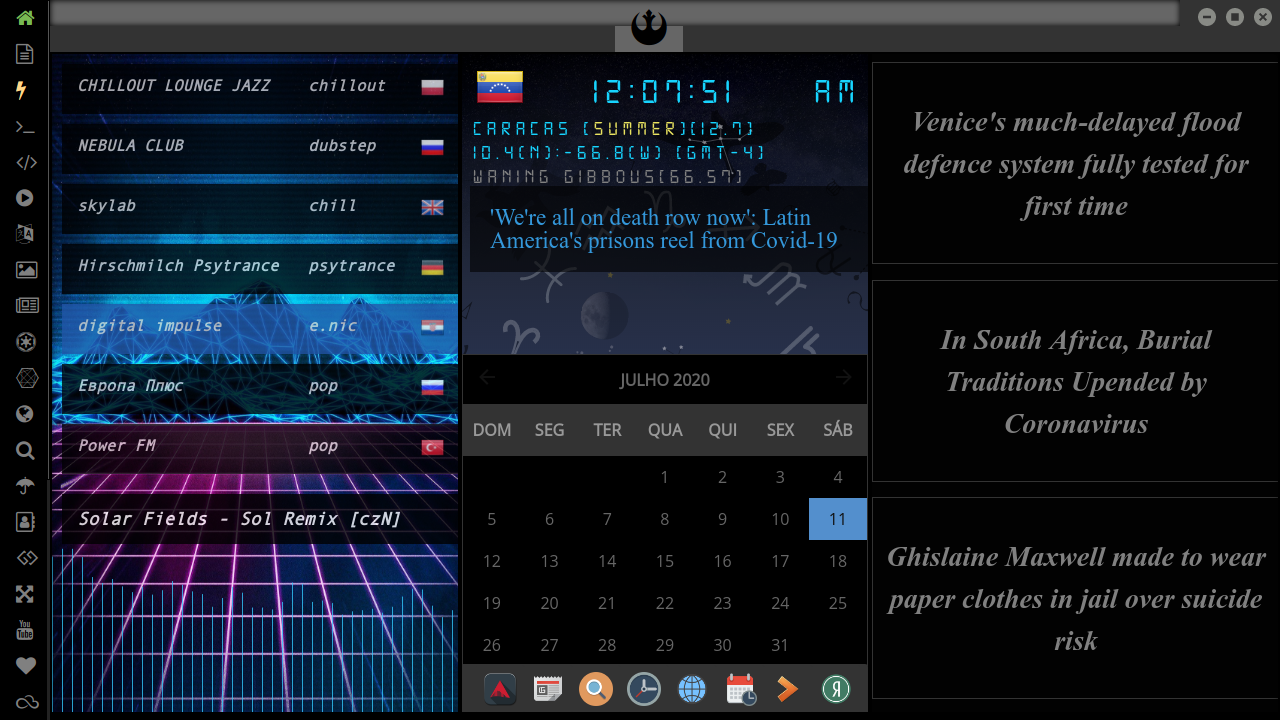 CHILLOUT LOUNGE JAZZ chillout
NEBULA CLUB dubstep
skylab chill
Hirschmilch Psytrance psytrance
digital impulse e.nic
Европа Плюс pop
Power FM pop
Solar Fields - Sol Remix [czN]
12:07:51 AM
CARACAS [SUMMER](12.7)
10.4(N):-66.8(W) [GMT-4]
WANING GIBBOUS(66.57)
'We're all on death row now': Latin
America's prisons reel from Covid-19
JULHO 2020
DOM SEG TER QUA QUI SEX SÁB
1 2 3 4
5 6 7 8 9 10 11
12 13 14 15 16 17 18
19 20 21 22 23 24 25
26 27 28 29 30 31
Venice's much-delayed flood
defence system fully tested for
first time
In South Africa, Burial
Traditions Upended by
Coronavirus
Ghislaine Maxwell made to wear
paper clothes in jail over suicide
risk
You
Tube
Я